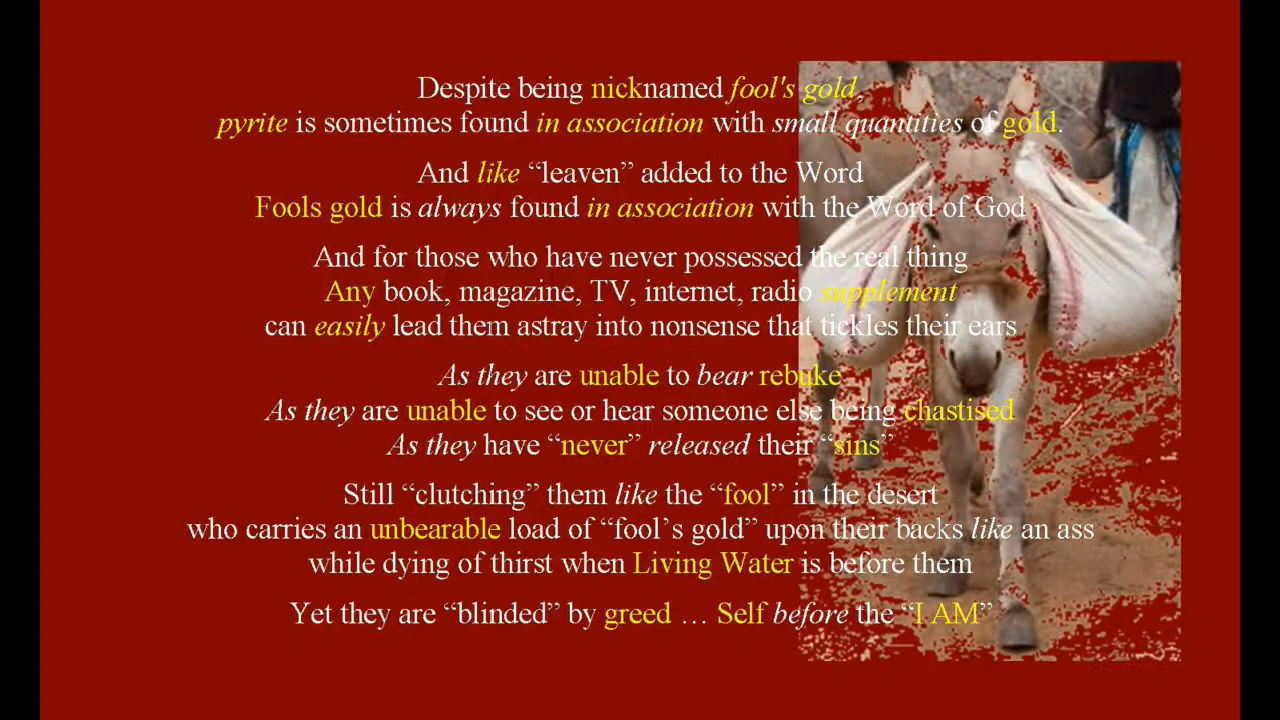 Despite being nicknamed fool's gold,
pyrite is sometimes found in association with small quantities of gold.
And like “leaven” added to the Word
Fools gold is always found in association with the Word of God
And for those who have never possessed the real thing
Any book, magazine, TV, internet, radio supplement
can easily lead them astray into nonsense that tickles their ears
As they are unable to bear rebuke
As they are unable to see or hear someone else being chastised
As they have “never” released their “sins”
Still “clutching” them like the “fool” in the desert
who carries an unbearable load of “fool’s gold” upon their backs like an ass
while dying of thirst when Living Water is before them
Yet they are “blinded” by greed … Self before the “I AM”